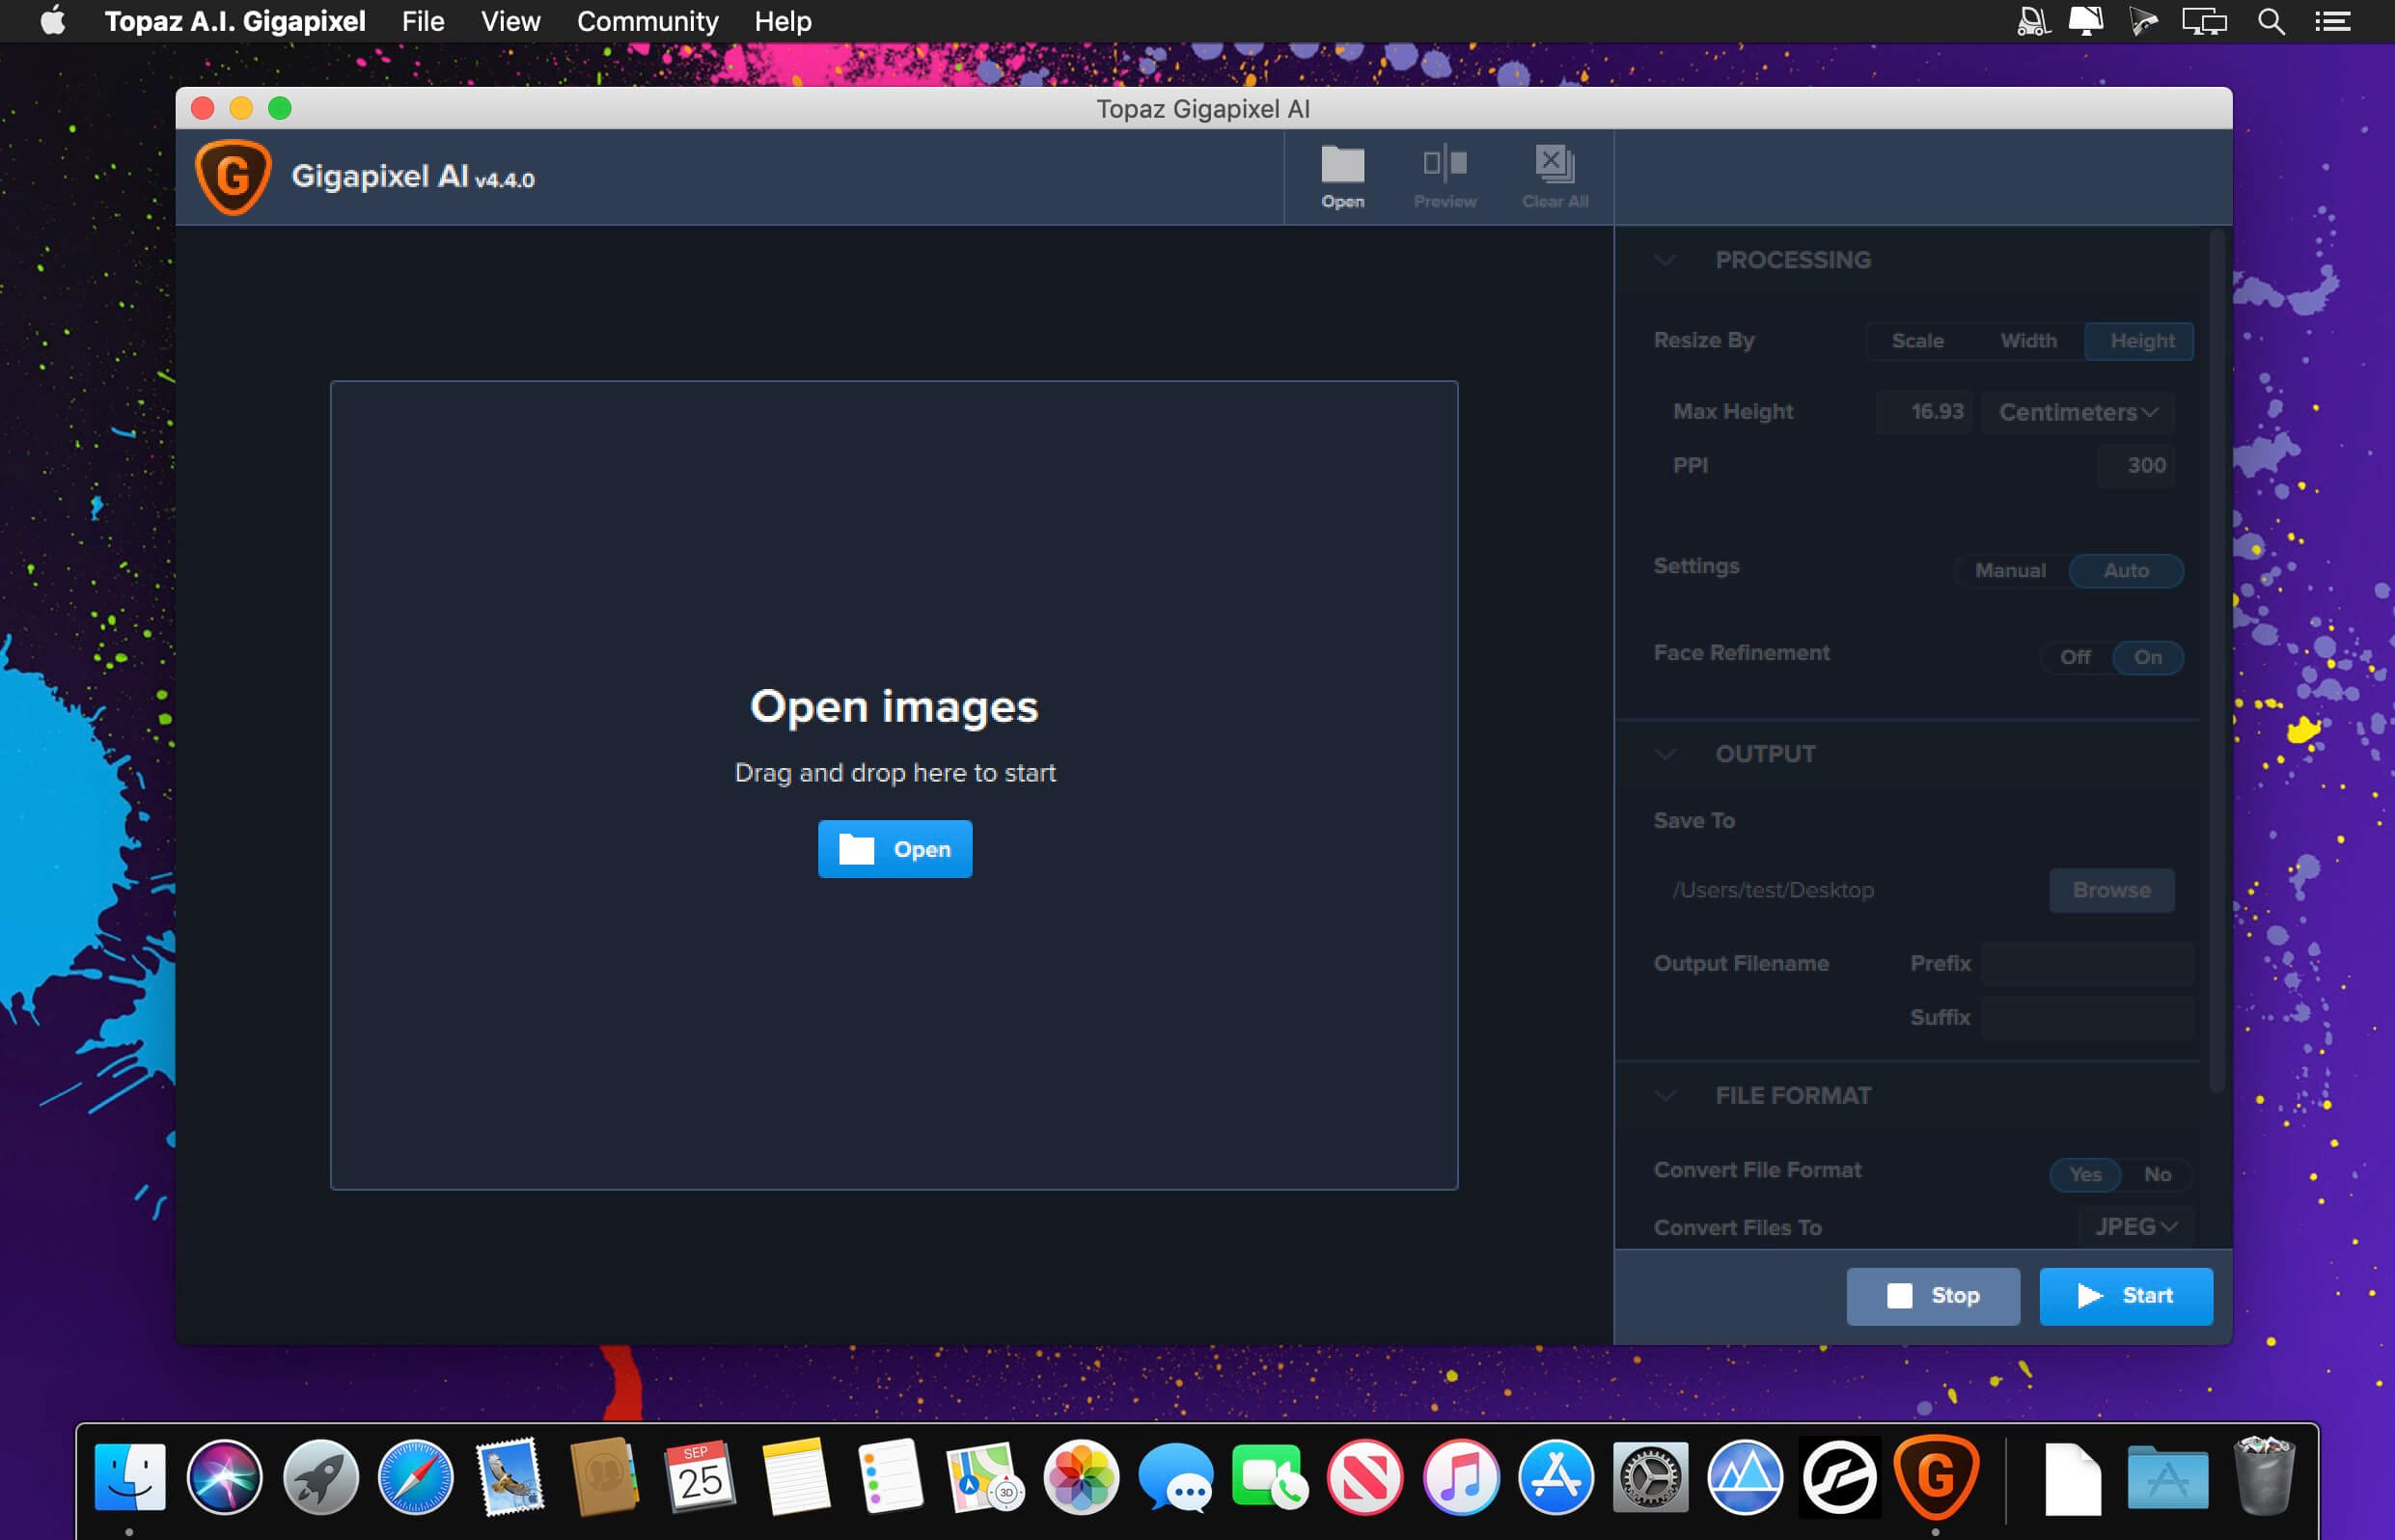 Topaz A.I. Gigapixel File View Community Help
Topaz Gigapixel AI
G Gigapixel AI v4.4.0
Open Preview Clear All
PROCESSING
Resize By Scale Width Height
Max Height 16.93 Centimeters
PPI 300
Settings Manual Auto
Face Refinement Off On
Open images
Drag and drop here to start
Open
OUTPUT
Save To
/Users/test/Desktop Browse
Output Filename Prefix
Suffix
FILE FORMAT
Convert File Format Yes No
Convert Files To JPEG
Stop Start
SEP
25
3D
G